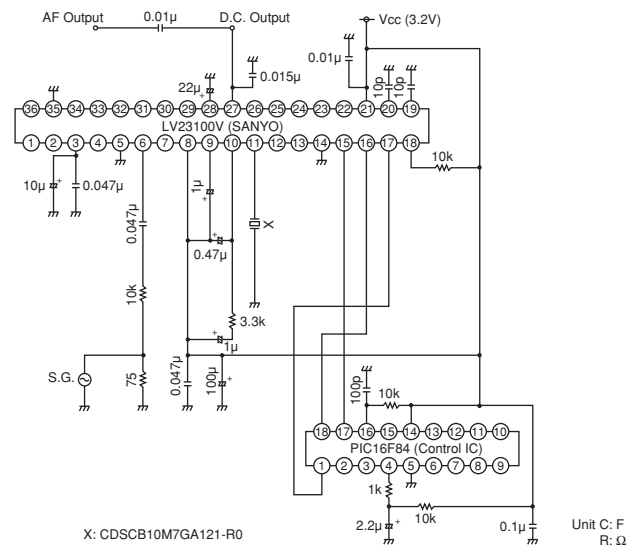 AF Output
0.01µ
D.C. Output
Vcc (3.2V)
0.01µ
22µ
+
0.015µ
10p
10p
36 35 34 33 32 31 30 29 28 27 26 25 24 23 22 21 20 19
LV23100V (SANYO)
1 2 3 4 5 6 7 8 9 10 11 12 13 14 15 16 17 18
10k
10µ
+
0.047µ
0.047µ
1µ
+
X
+
0.47µ
10k
3.3k
+
1µ
S.G.
75
0.047µ
100µ
+
100p
10k
18 17 16 15 14 13 12 11 10
PIC16F84 (Control IC)
1 2 3 4 5 6 7 8 9
1k
10k
2.2µ
+
0.1µ
X: CDSCB10M7GA121-R0
Unit C: F
R: Ω